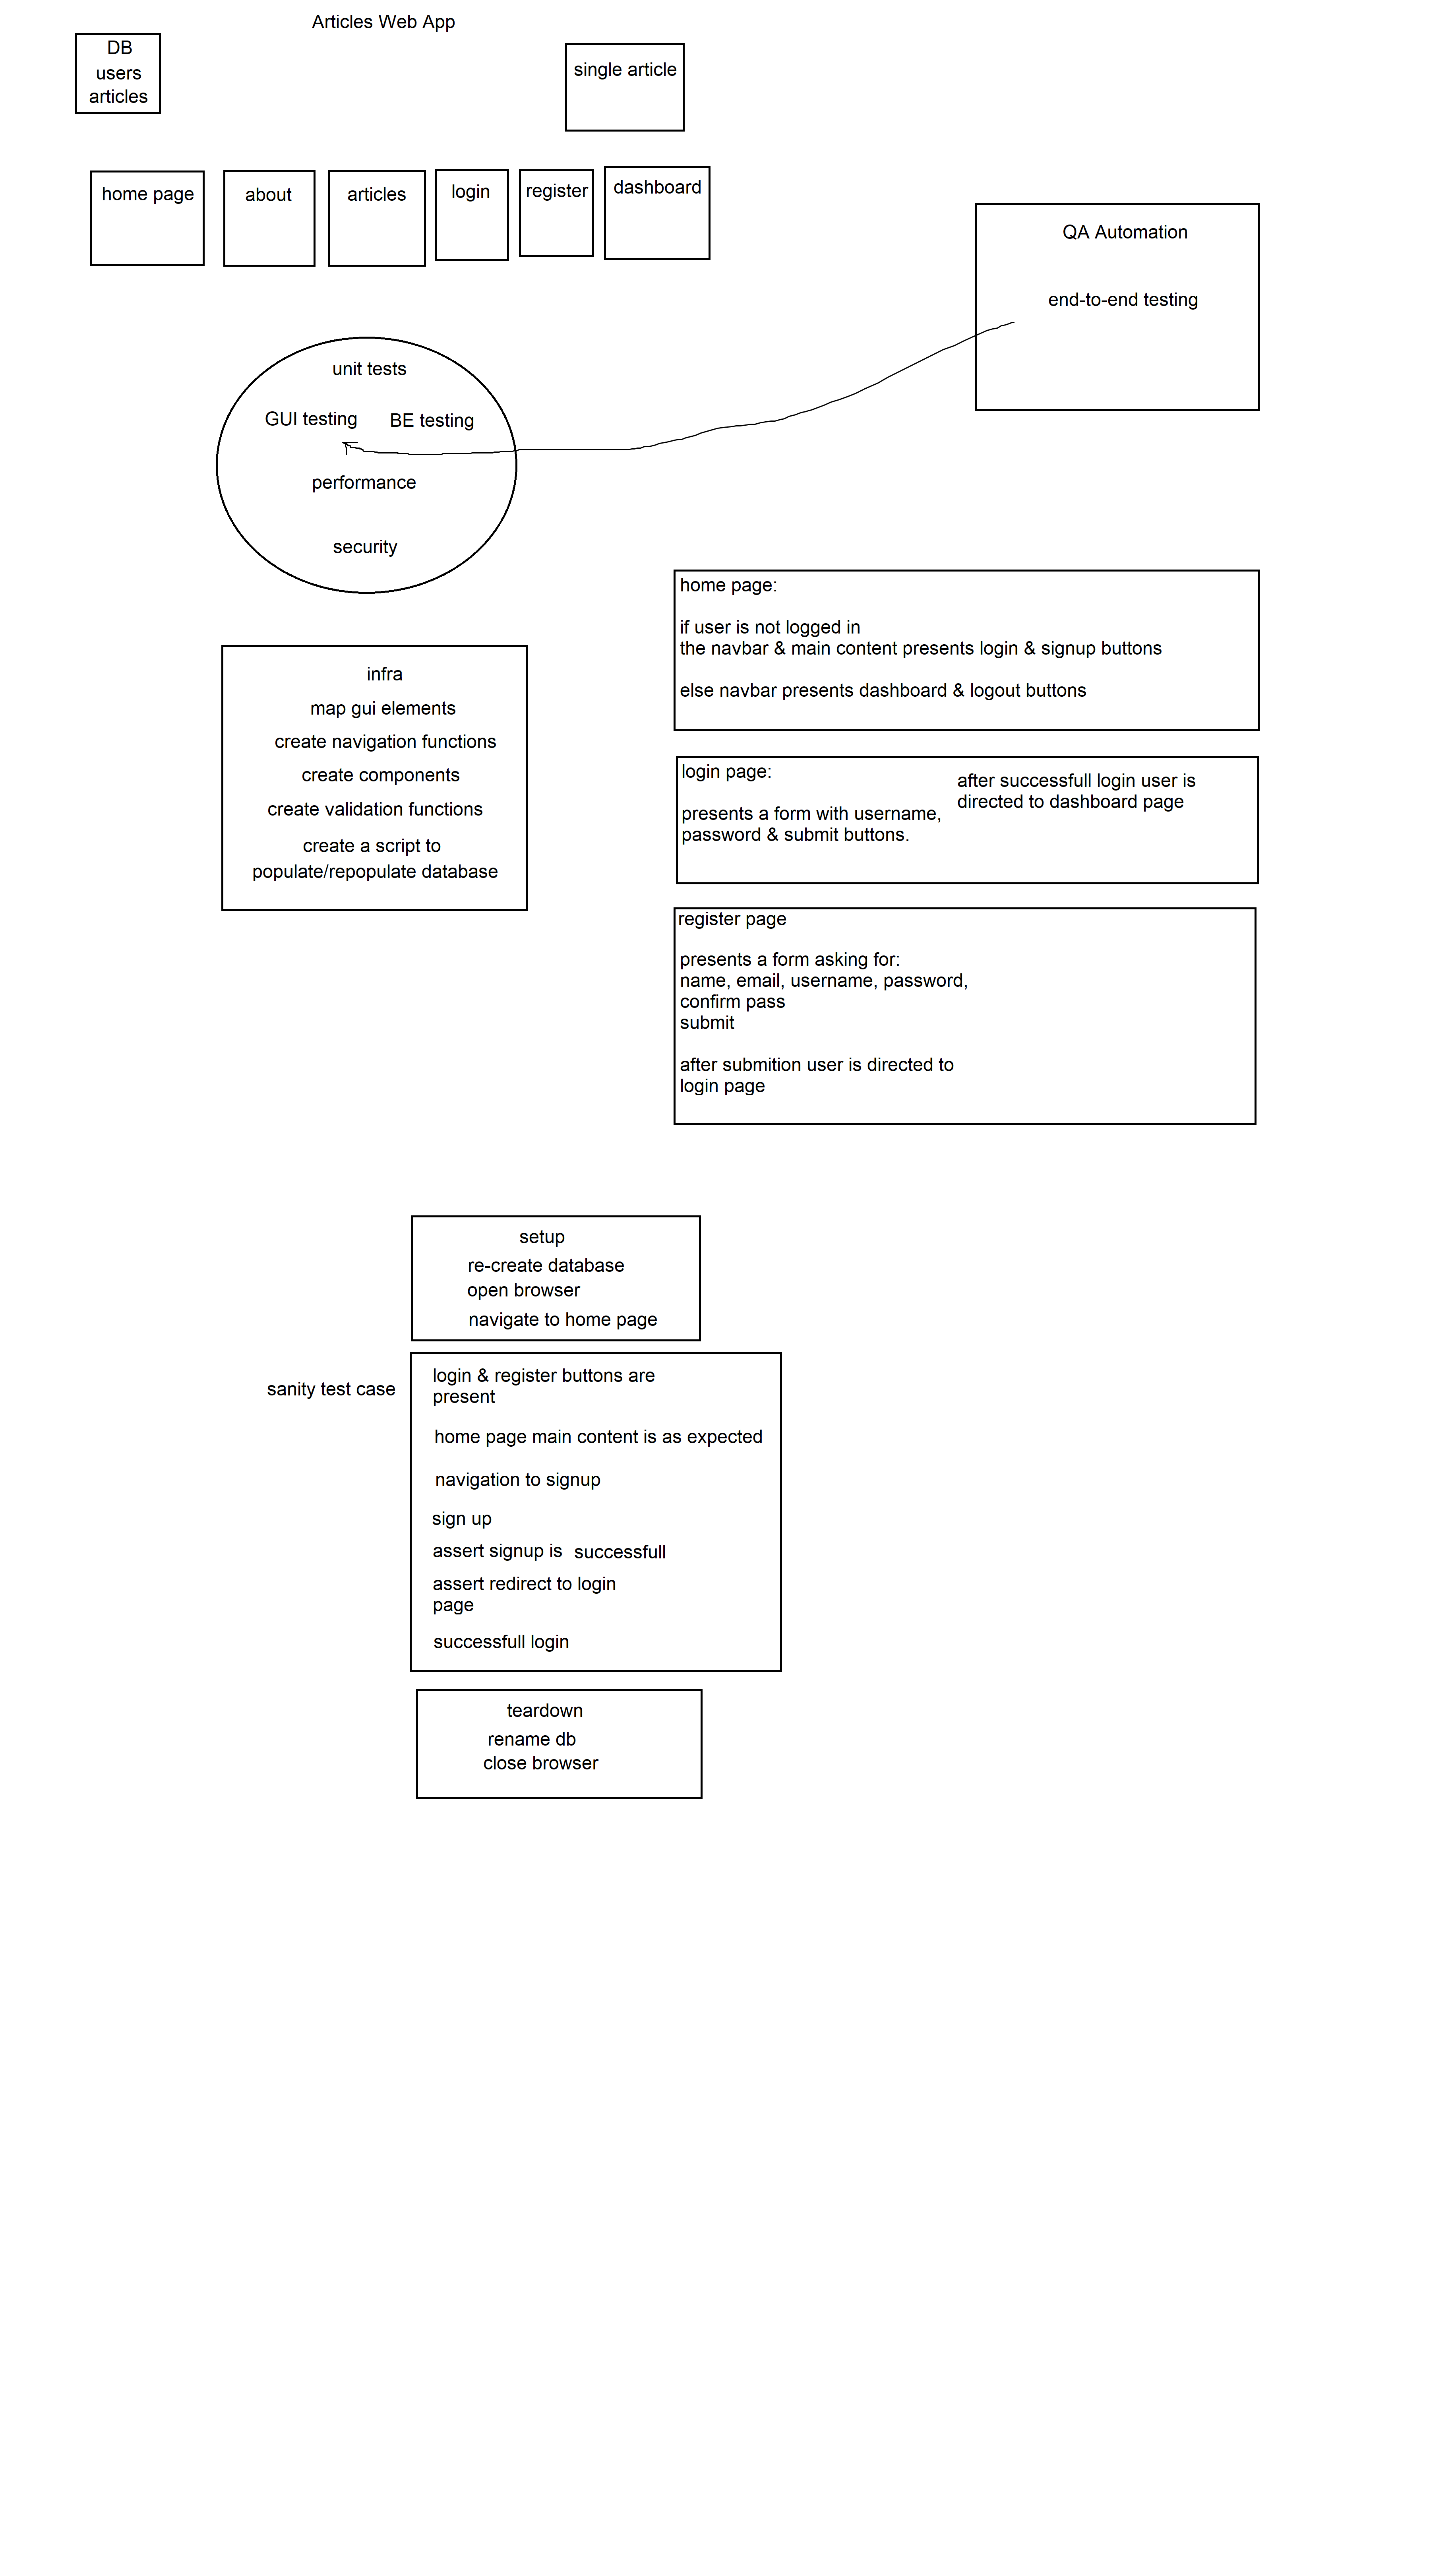 Articles Web App
DB
users
articles
single article
home page
about
articles
login
register
dashboard
QA Automation
end-to-end testing
unit tests
GUI testing
BE testing
performance
security
home page:
if user is not logged in
the navbar & main content presents login & signup buttons
else navbar presents dashboard & logout buttons
infra
map gui elements
create navigation functions
create components
create validation functions
create a script to
populate/repopulate database
login page:
presents a form with username,
password & submit buttons.
after successfull login user is
directed to dashboard page
register page
presents a form asking for:
name, email, username, password,
confirm pass
submit
after submition user is directed to
login page
setup
re-create database
open browser
navigate to home page
sanity test case
login & register buttons are
present
home page main content is as expected
navigation to signup
sign up
assert signup is successfull
assert redirect to login
page
successfull login
teardown
rename db
close browser